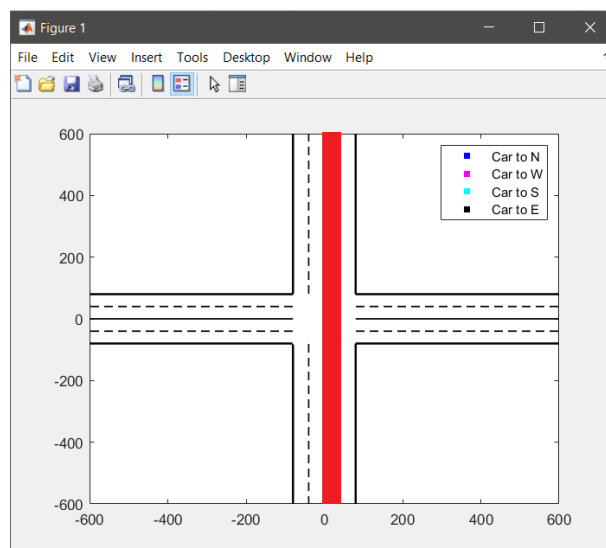 Figure 1
File Edit View Insert Tools Desktop Window Help
600
400
200
0
-200
-400
-600
-600 -400 -200 0 200 400 600
Car to N
Car to W
Car to S
Car to E